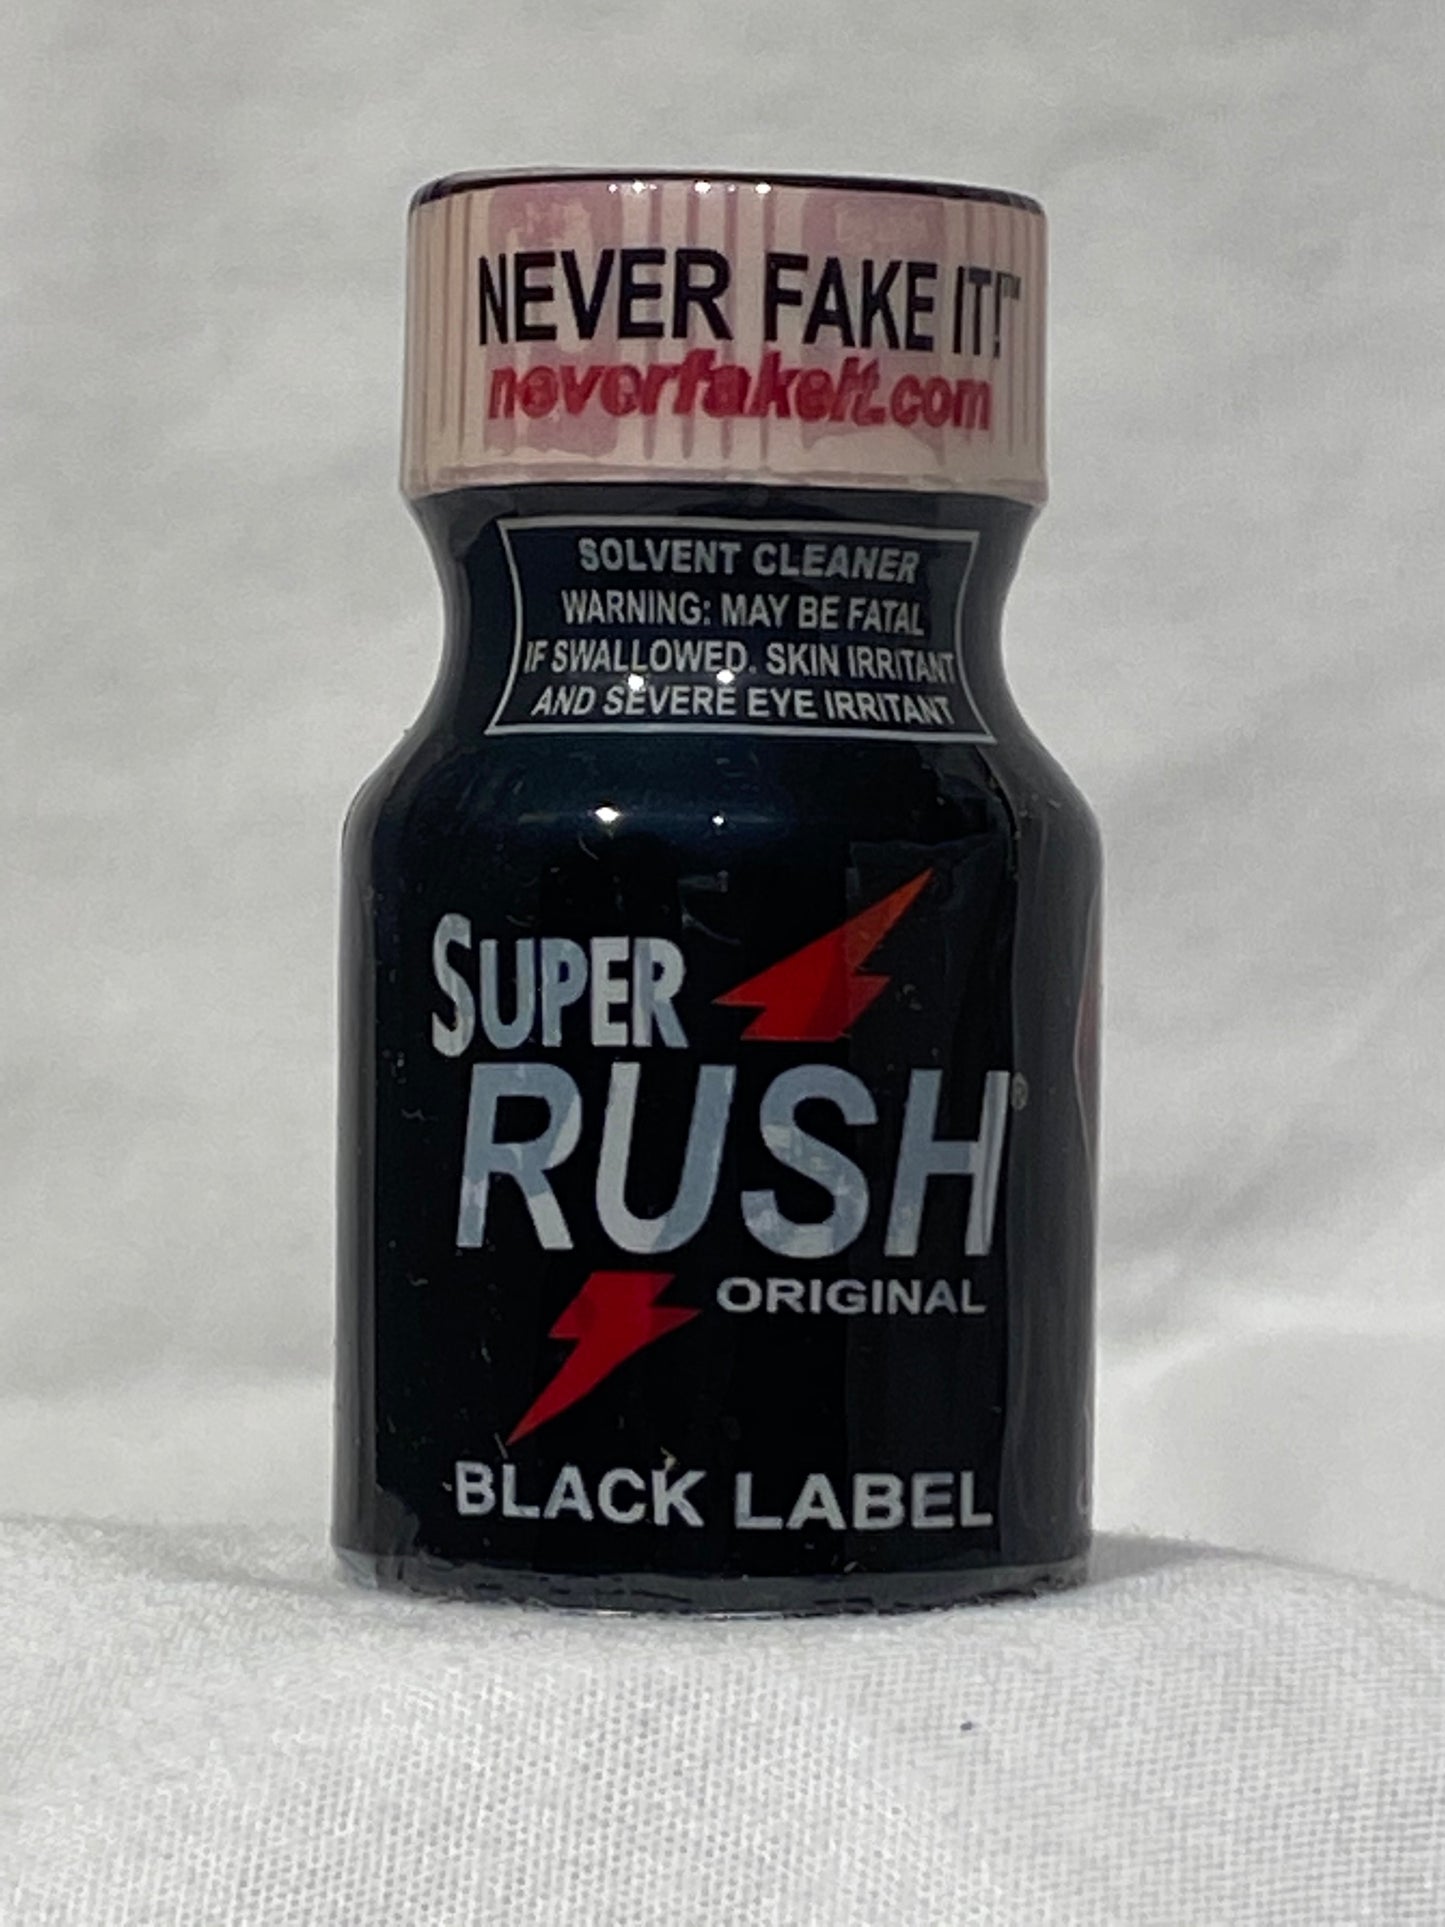 NEVER FAKE IT!™
neverfakeit.com
SOLVENT CLEANER
WARNING: MAY BE FATAL
IF SWALLOWED. SKIN IRRITANT
AND SEVERE EYE IRRITANT
SUPER
RUSH®
ORIGINAL
BLACK LABEL